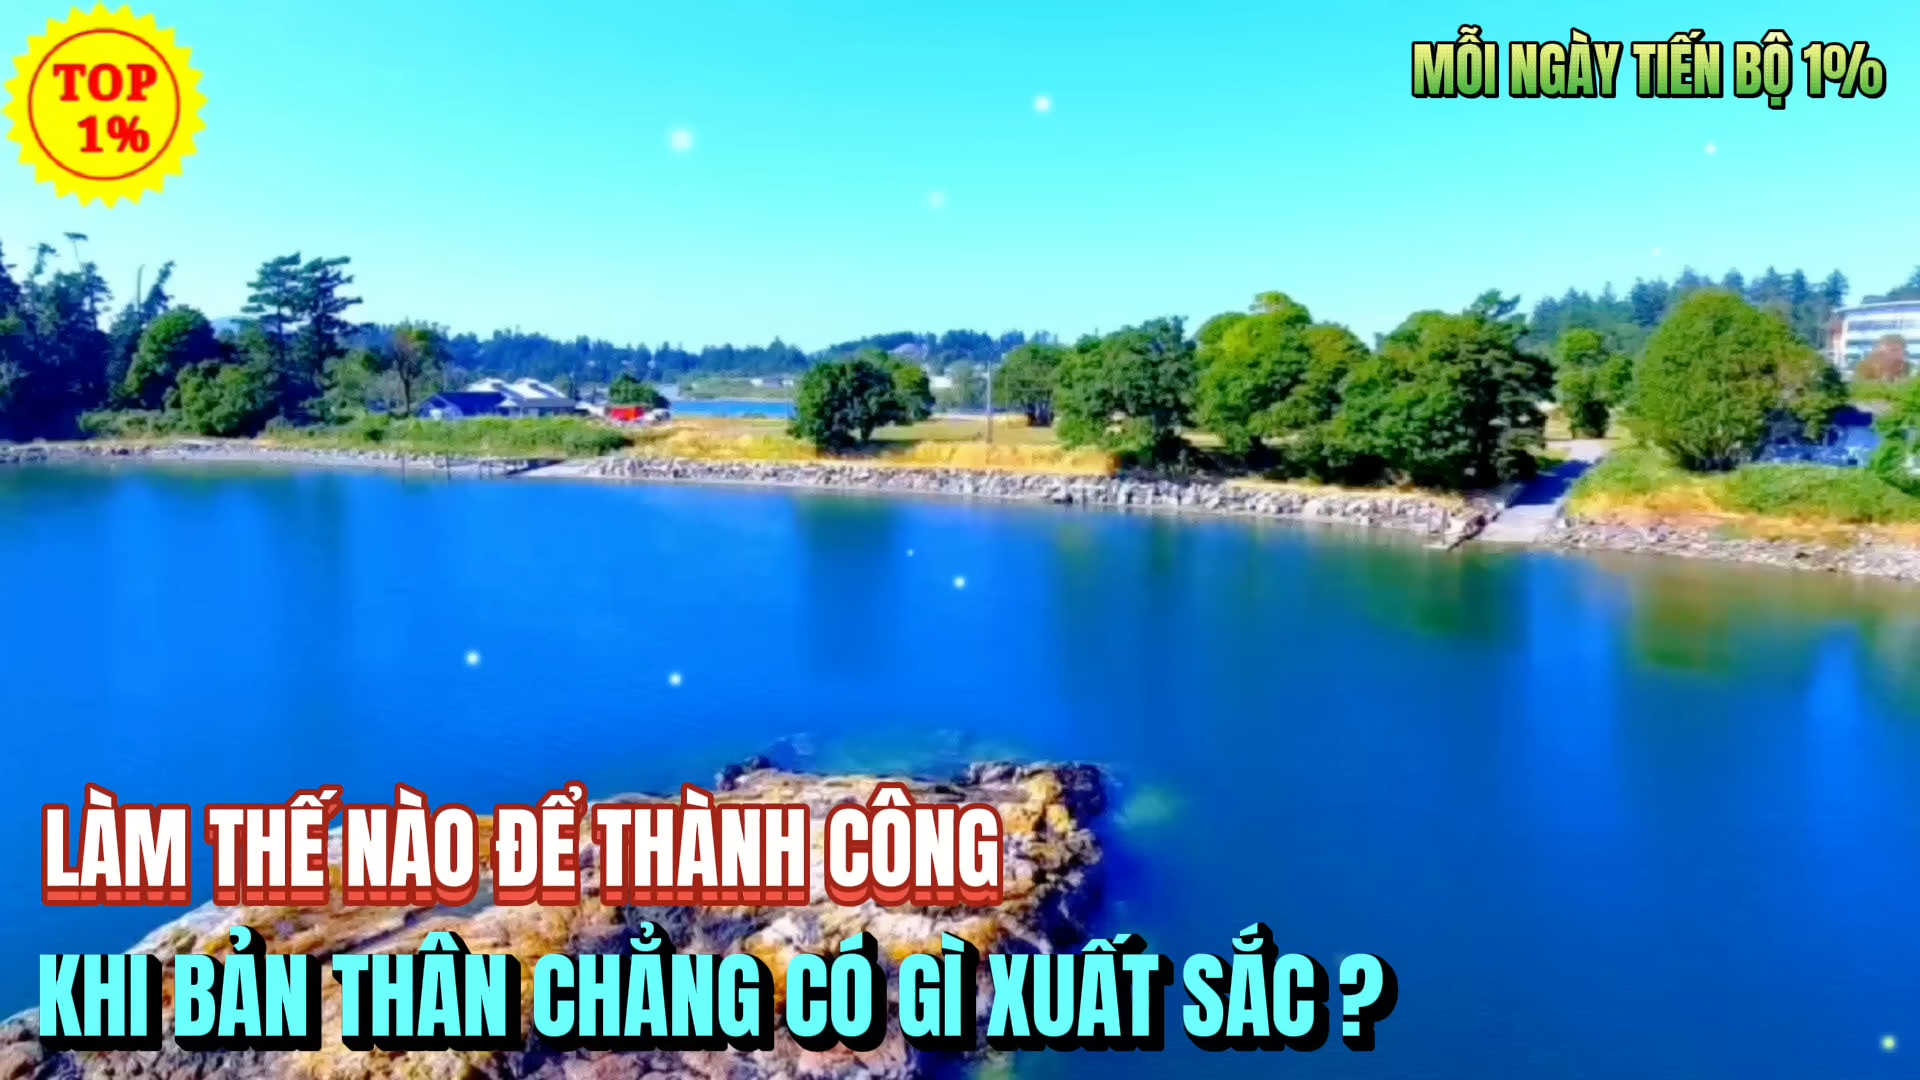 TOP
1%
MỖI NGÀY TIẾN BỘ 1%
LÀM THẾ NÀO ĐỂ THÀNH CÔNG
KHI BẢN THÂN CHẲNG CÓ GÌ XUẤT SẮC ?